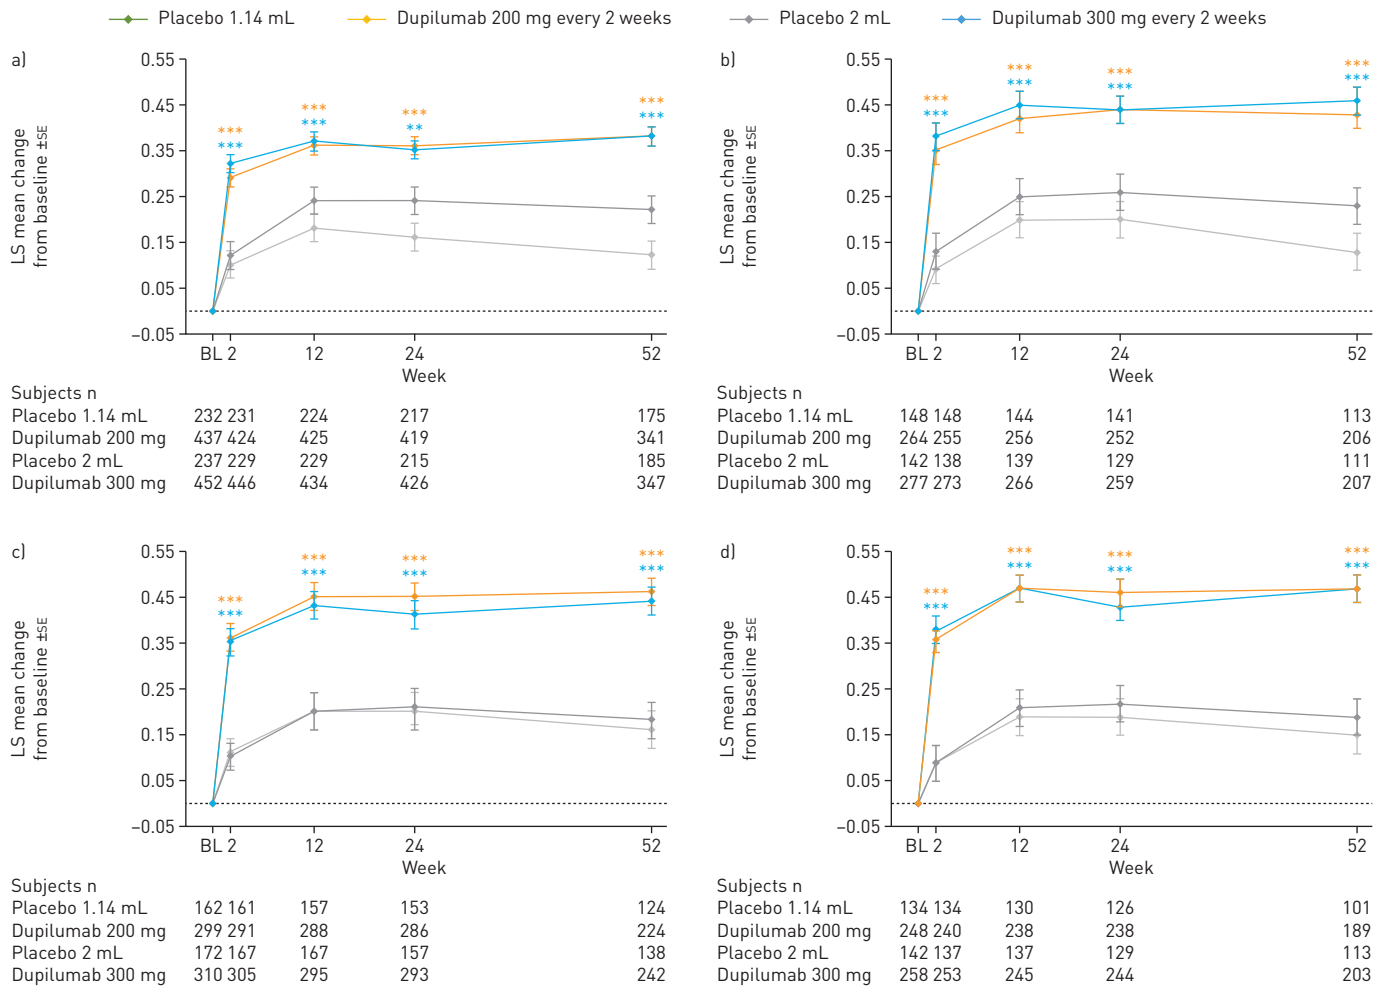 Placebo 1.14 mL Dupilumab 200 mg every 2 weeks Placebo 2 mL Dupilumab 300 mg every 2 weeks
a)
LS mean change
from baseline ±SE
0.55
0.45
0.35
0.25
0.15
0.05
−0.05
***
***
***
***
***
**
***
***
BL 2 12 24 52
Week
Subjects n
Placebo 1.14 mL 232 231 224 217 175
Dupilumab 200 mg 437 424 425 419 341
Placebo 2 mL 237 229 229 215 185
Dupilumab 300 mg 452 446 434 426 347
b)
LS mean change
from baseline ±SE
0.55
0.45
0.35
0.25
0.15
0.05
−0.05
***
***
***
***
***
***
***
***
BL 2 12 24 52
Week
Subjects n
Placebo 1.14 mL 148 148 144 141 113
Dupilumab 200 mg 264 255 256 252 206
Placebo 2 mL 142 138 139 129 111
Dupilumab 300 mg 277 273 266 259 207
c)
LS mean change
from baseline ±SE
0.55
0.45
0.35
0.25
0.15
0.05
−0.05
***
***
***
***
***
***
***
***
BL 2 12 24 52
Week
Subjects n
Placebo 1.14 mL 162 161 157 153 124
Dupilumab 200 mg 299 291 288 286 224
Placebo 2 mL 172 167 167 157 138
Dupilumab 300 mg 310 305 295 293 242
d)
LS mean change
from baseline ±SE
0.55
0.45
0.35
0.25
0.15
0.05
−0.05
***
***
***
***
***
***
***
***
BL 2 12 24 52
Week
Subjects n
Placebo 1.14 mL 134 134 130 126 101
Dupilumab 200 mg 248 240 238 238 189
Placebo 2 mL 142 137 137 129 113
Dupilumab 300 mg 258 253 245 244 203